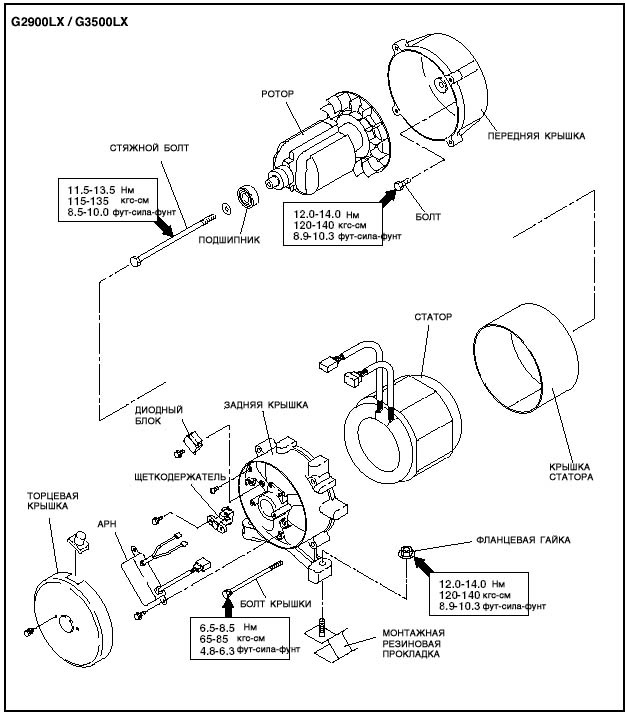 G2900LX / G3500LX
РОТОР
ПЕРЕДНЯЯ КРЫШКА
СТЯЖНОЙ БОЛТ
11.5-13.5 Нм
115-135 кгс-см
8.5-10.0 фут-сила-фунт
ПОДШИПНИК
12.0-14.0 Нм
120-140 кгс-см
8.9-10.3 фут-сила-фунт
БОЛТ
СТАТОР
КРЫШКА
СТАТОРА
ДИОДНЫЙ
БЛОК
ЗАДНЯЯ КРЫШКА
ЩЕТКОДЕРЖАТЕЛЬ
ТОРЦЕВАЯ
КРЫШКА
АРН
ФЛАНЦЕВАЯ ГАЙКА
12.0-14.0 Нм
120-140 кгс-см
8.9-10.3 фут-сила-фунт
БОЛТ КРЫШКИ
6.5-8.5 Нм
65-85 кгс-см
4.8-6.3 фут-сила-фунт
МОНТАЖНАЯ
РЕЗИНОВАЯ
ПРОКЛАДКА